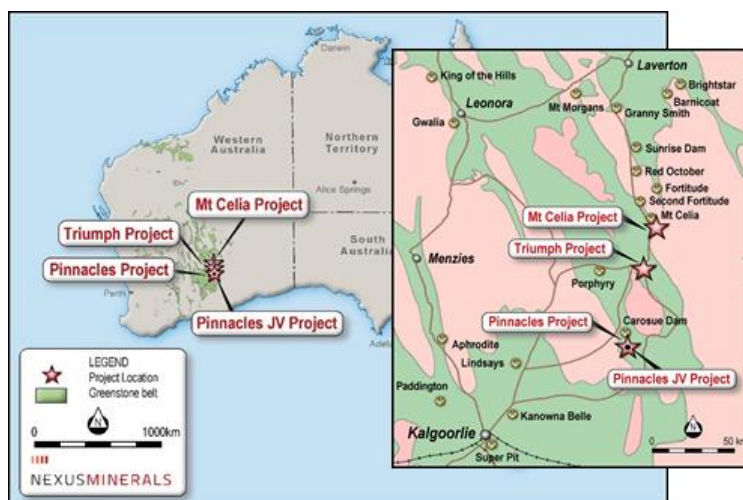 Darwin
Western
Australia
Northern
Territory
Alice Springs
South
Australia
Perth
Mt Celia Project
Triumph Project
Pinnacles Project
Pinnacles JV Project
LEGEND
Project Location
Greenstone belt
N
0
1000km
NEXUSMINERALS
King of the Hills
Laverton
Brightstar
Leonora
Mt Morgans
Barnicoat
Gwalia
Granny Smith
Sunrise Dam
Red October
Fortitude
Second Fortitude
Mt Celia
Mt Celia Project
Triumph Project
Menzies
Porphyry
Pinnacles Project
Carosue Dam
Aphrodite
Lindsays
Pinnacles JV Project
Paddington
Kanowna Belle
Kalgoorlie
Super Pit
N
0